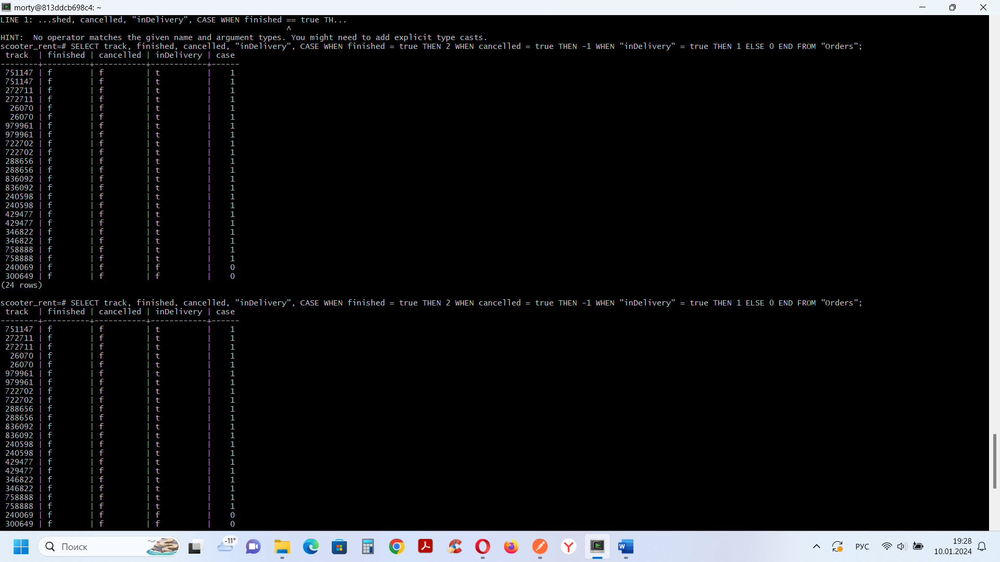 morty@813ddcb698c4: ~
LINE 1: ...shed, cancelled, "inDelivery", CASE WHEN finished == true TH...
^
HINT:  No operator matches the given name and argument types. You might need to add explicit type casts.
scooter_rent=# SELECT track, finished, cancelled, "inDelivery", CASE WHEN finished = true THEN 2 WHEN cancelled = true THEN -1 WHEN "inDelivery" = true THEN 1 ELSE 0 END FROM "Orders";
 track  | finished | cancelled | inDelivery | case
--------+----------+-----------+------------+------
 751147 | f        | f         | t          |    1
 751147 | f        | f         | t          |    1
 272711 | f        | f         | t          |    1
 272711 | f        | f         | t          |    1
  26070 | f        | f         | t          |    1
  26070 | f        | f         | t          |    1
 979961 | f        | f         | t          |    1
 979961 | f        | f         | t          |    1
 722702 | f        | f         | t          |    1
 722702 | f        | f         | t          |    1
 288656 | f        | f         | t          |    1
 288656 | f        | f         | t          |    1
 836092 | f        | f         | t          |    1
 836092 | f        | f         | t          |    1
 240598 | f        | f         | t          |    1
 240598 | f        | f         | t          |    1
 429477 | f        | f         | t          |    1
 429477 | f        | f         | t          |    1
 346822 | f        | f         | t          |    1
 346822 | f        | f         | t          |    1
 758888 | f        | f         | t          |    1
 758888 | f        | f         | t          |    1
 240069 | f        | f         | f          |    0
 300649 | f        | f         | f          |    0
(24 rows)
scooter_rent=# SELECT track, finished, cancelled, "inDelivery", CASE WHEN finished = true THEN 2 WHEN cancelled = true THEN -1 WHEN "inDelivery" = true THEN 1 ELSE 0 END FROM "Orders";
 track  | finished | cancelled | inDelivery | case
--------+----------+-----------+------------+------
 751147 | f        | f         | t          |    1
 272711 | f        | f         | t          |    1
 272711 | f        | f         | t          |    1
  26070 | f        | f         | t          |    1
  26070 | f        | f         | t          |    1
 979961 | f        | f         | t          |    1
 979961 | f        | f         | t          |    1
 722702 | f        | f         | t          |    1
 722702 | f        | f         | t          |    1
 288656 | f        | f         | t          |    1
 288656 | f        | f         | t          |    1
 836092 | f        | f         | t          |    1
 836092 | f        | f         | t          |    1
 240598 | f        | f         | t          |    1
 240598 | f        | f         | t          |    1
 429477 | f        | f         | t          |    1
 429477 | f        | f         | t          |    1
 346822 | f        | f         | t          |    1
 346822 | f        | f         | t          |    1
 758888 | f        | f         | t          |    1
 758888 | f        | f         | t          |    1
 240069 | f        | f         | f          |    0
 300649 | f        | f         | f          |    0
Поиск
-11°
РУС
19:28
10.01.2024